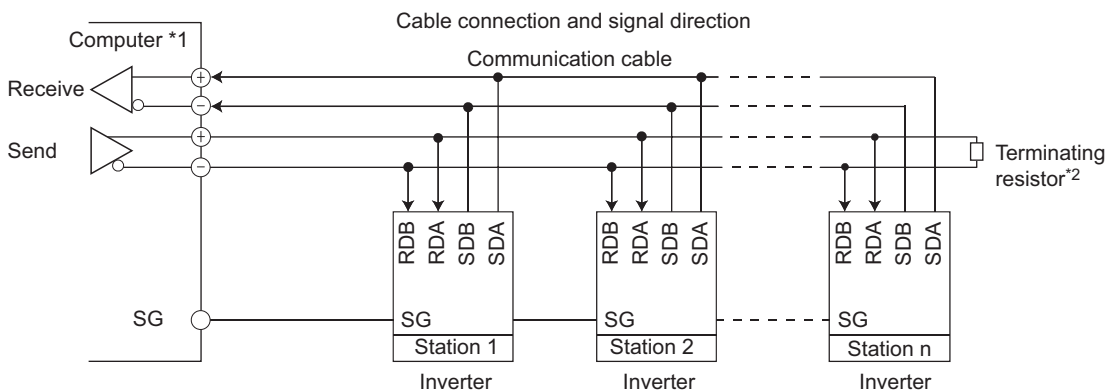 Cable connection and signal direction
Computer *1
Communication cable
Receive
+
−
Send
+
−
Terminating
resistor*2
RDB RDA SDB SDA
RDB RDA SDB SDA
RDB RDA SDB SDA
SG
SG
SG
SG
Station 1
Station 2
Station n
Inverter
Inverter
Inverter